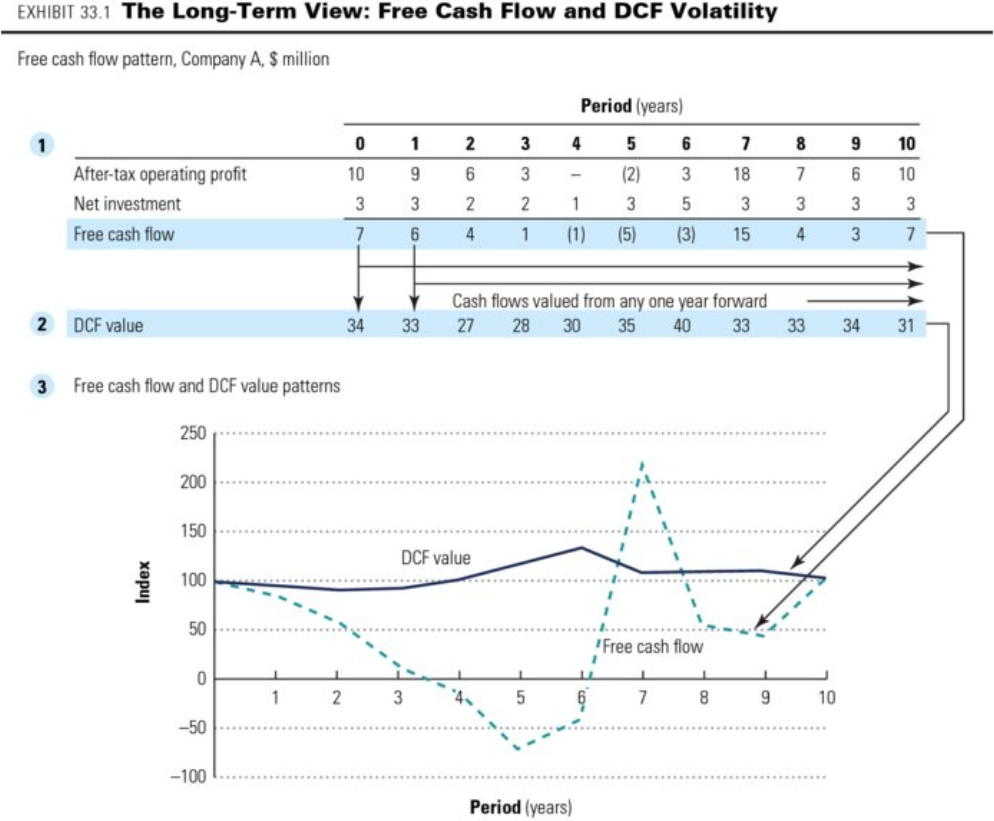 EXHIBIT 33.1 The Long-Term View: Free Cash Flow and DCF Volatility
Free cash flow pattern, Company A, $ million
Period (years)
1 0 1 2 3 4 5 6 7 8 9 10
After-tax operating profit 10 9 6 3 – (2) 3 18 7 6 10
Net investment 3 3 2 2 1 3 5 3 3 3 3
Free cash flow 7 6 4 1 (1) (5) (3) 15 4 3 7
Cash flows valued from any one year forward
2 DCF value 34 33 27 28 30 35 40 33 33 34 31
3 Free cash flow and DCF value patterns
250
200
150
DCF value
100
Index
50
Free cash flow
0
1 2 3 4 5 6 7 8 9 10
–50
–100
Period (years)